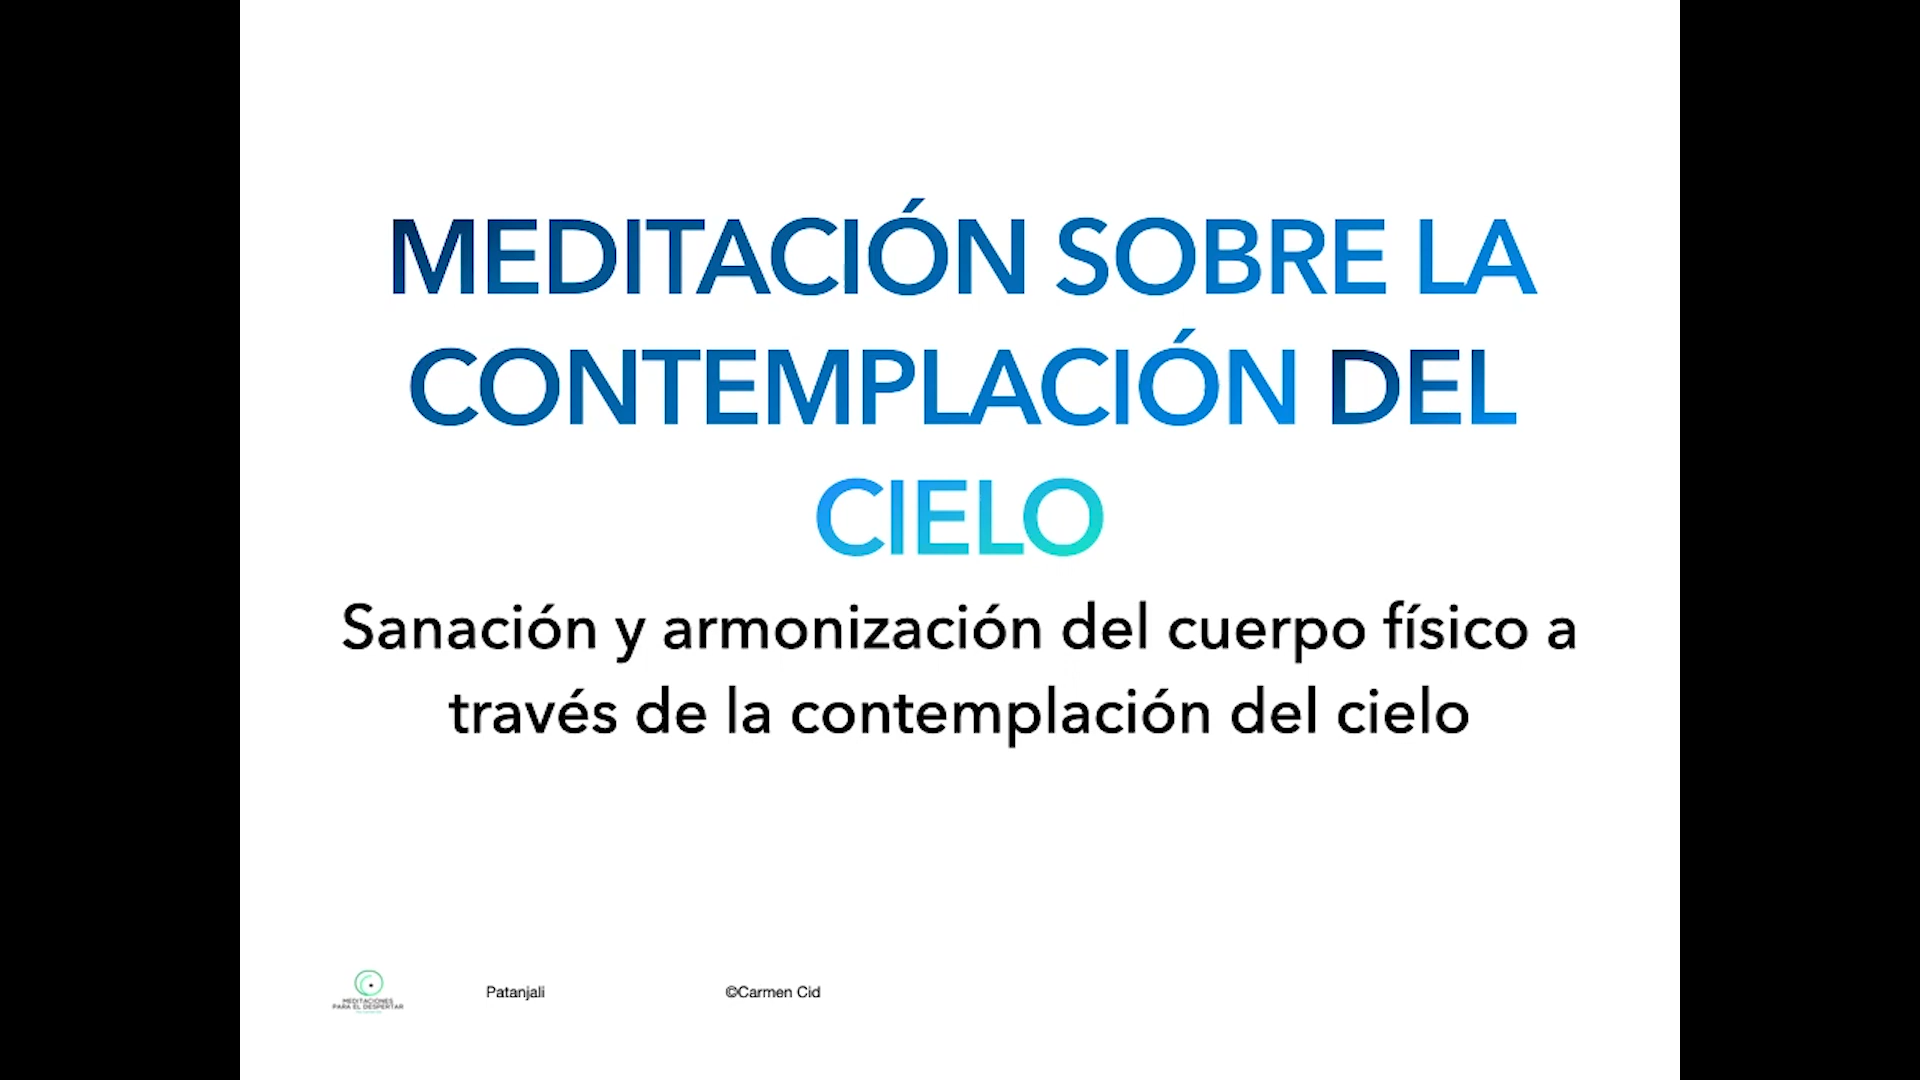 MEDITACIÓN SOBRE LA
CONTEMPLACIÓN DEL
CIELO
Sanación y armonización del cuerpo físico a
través de la contemplación del cielo
MEDITACIONES
PARA EL DESPERTAR
Patanjali
©Carmen Cid